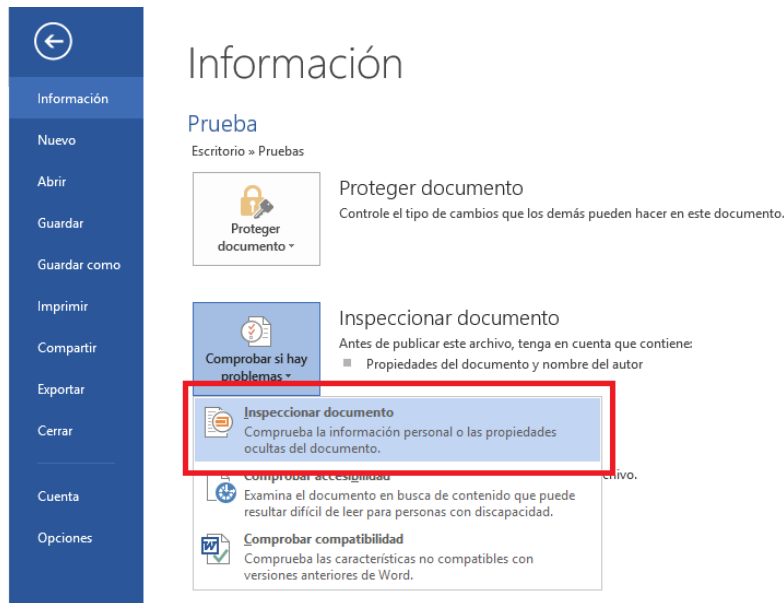 Información
Información
Prueba
Nuevo
Escritorio » Pruebas
Abrir
Proteger documento
Controle el tipo de cambios que los demás pueden hacer en este documento.
Guardar
Proteger
documento
Guardar como
Imprimir
Inspeccionar documento
Antes de publicar este archivo, tenga en cuenta que contiene:
Compartir
Comprobar si hay
problemas
Propiedades del documento y nombre del autor
Exportar
Inspeccionar documento
Comprueba la información personal o las propiedades
ocultas del documento.
Cerrar
Comprobar accesibilidad
chivo.
Examina el documento en busca de contenido que puede
resultar difícil de leer para personas con discapacidad.
Cuenta
Opciones
Comprobar compatibilidad
Comprueba las características no compatibles con
versiones anteriores de Word.